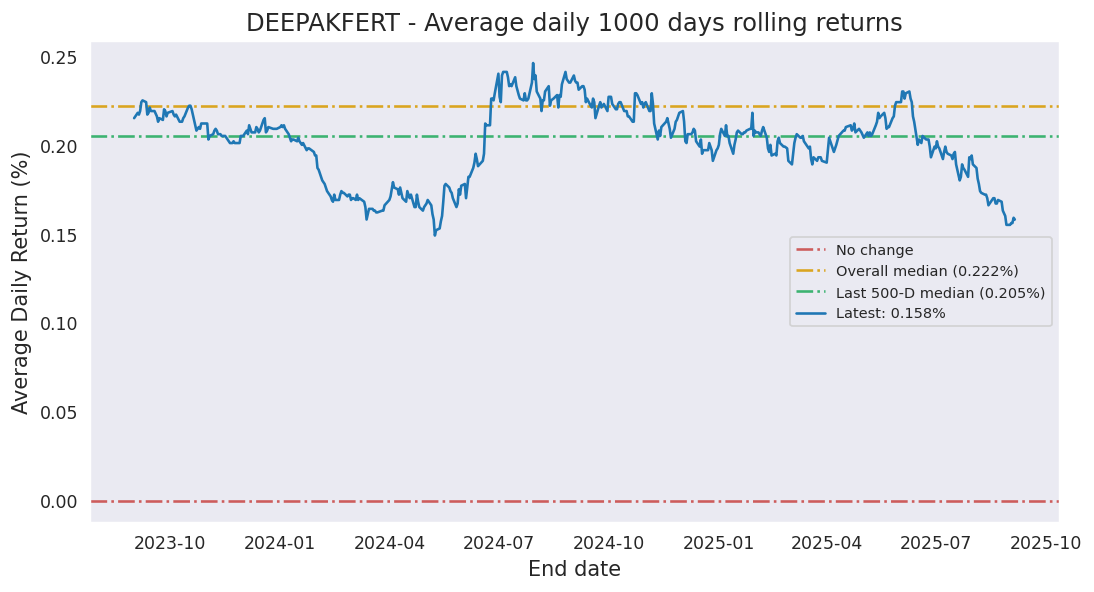 DEEPAKFERT - Average daily 1000 days rolling returns
Average Daily Return (%)
0.25
0.20
0.15
0.10
0.05
0.00
No change
Overall median (0.222%)
Last 500-D median (0.205%)
Latest: 0.158%
2023-10 2024-01 2024-04 2024-07 2024-10 2025-01 2025-04 2025-07 2025-10
End date